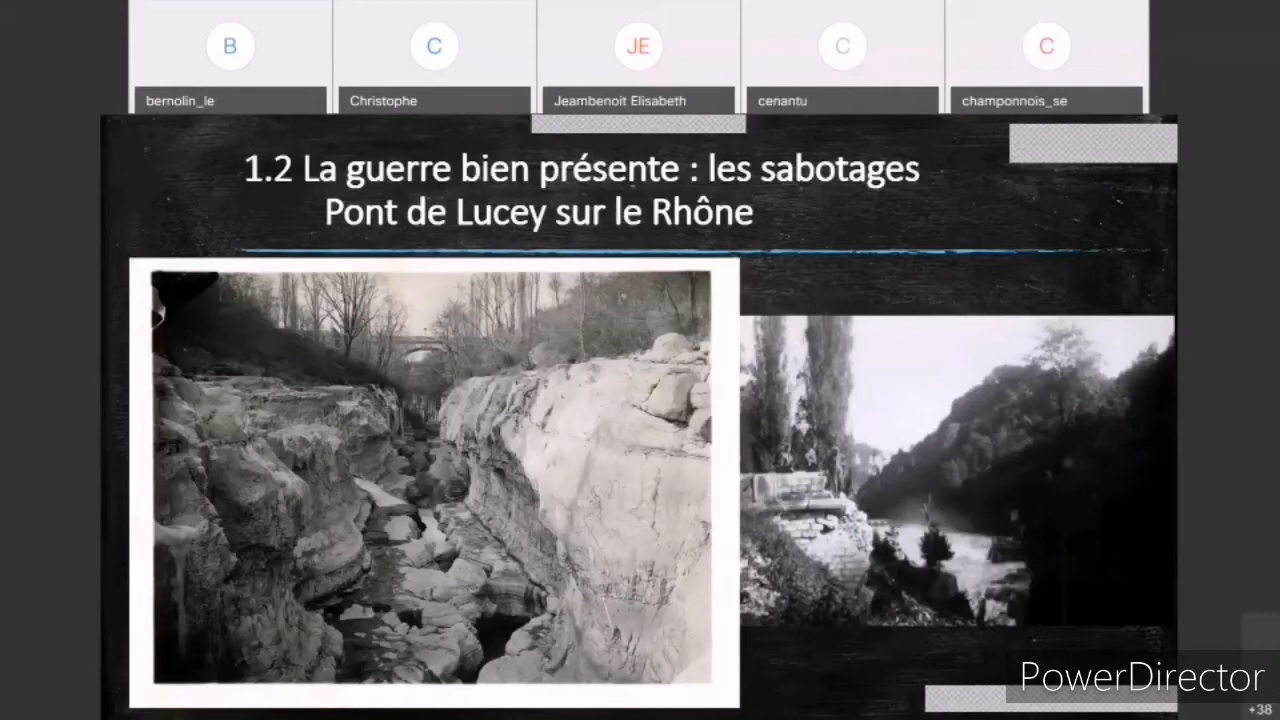 B
C
JE
C
C
bernolin_le
Christophe
Jeambenoit Elisabeth
cenantu
champonnois_se
1.2 La guerre bien présente : les sabotages
Pont de Lucey sur le Rhône
PowerDirector
+38